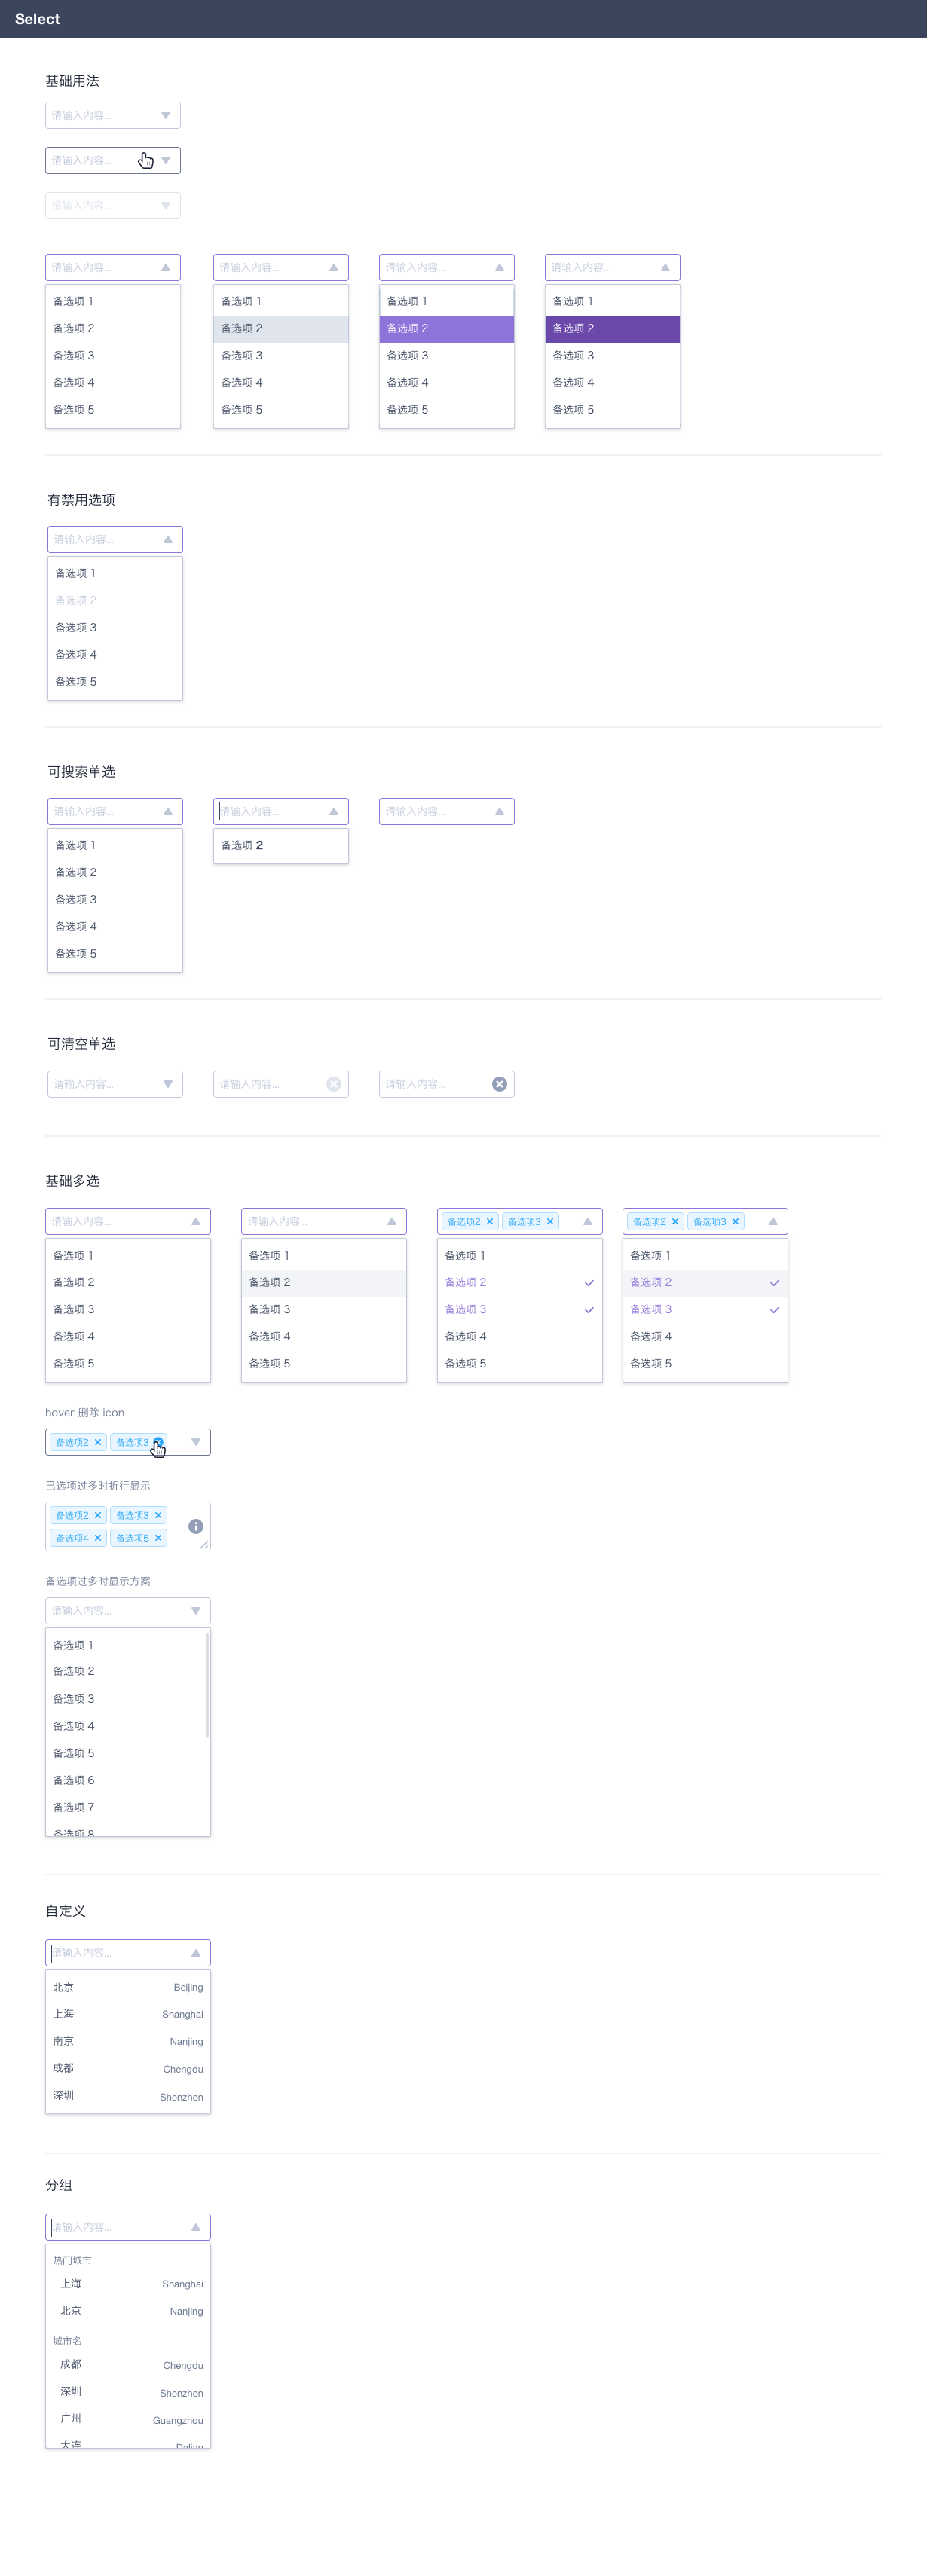 Select
基础用法
请输入内容...
请输入内容...
请输入内容...
请输入内容... 请输入内容... 请输入内容... 请输入内容...
备选项 1 备选项 1 备选项 1 备选项 1
备选项 2 备选项 2 备选项 2 备选项 2
备选项 3 备选项 3 备选项 3 备选项 3
备选项 4 备选项 4 备选项 4 备选项 4
备选项 5 备选项 5 备选项 5 备选项 5
有禁用选项
请输入内容...
备选项 1
备选项 2
备选项 3
备选项 4
备选项 5
可搜索单选
请输入内容... 请输入内容... 请输入内容...
备选项 1 备选项 2
备选项 2
备选项 3
备选项 4
备选项 5
可清空单选
请输入内容... 请输入内容... 请输入内容...
基础多选
请输入内容... 请输入内容... 备选项2 备选项3 备选项2 备选项3
备选项 1 备选项 1 备选项 1 备选项 1
备选项 2 备选项 2 备选项 2 备选项 2
备选项 3 备选项 3 备选项 3 备选项 3
备选项 4 备选项 4 备选项 4 备选项 4
备选项 5 备选项 5 备选项 5 备选项 5
hover 删除 icon
备选项2 备选项3
已选项过多时折行显示
备选项2 备选项3
备选项4 备选项5
备选项过多时显示方案
请输入内容...
备选项 1
备选项 2
备选项 3
备选项 4
备选项 5
备选项 6
备选项 7
备选项 8
自定义
请输入内容...
北京 Beijing
上海 Shanghai
南京 Nanjing
成都 Chengdu
深圳 Shenzhen
分组
请输入内容...
热门城市
上海 Shanghai
北京 Nanjing
城市名
成都 Chengdu
深圳 Shenzhen
广州 Guangzhou
大连 Dalian